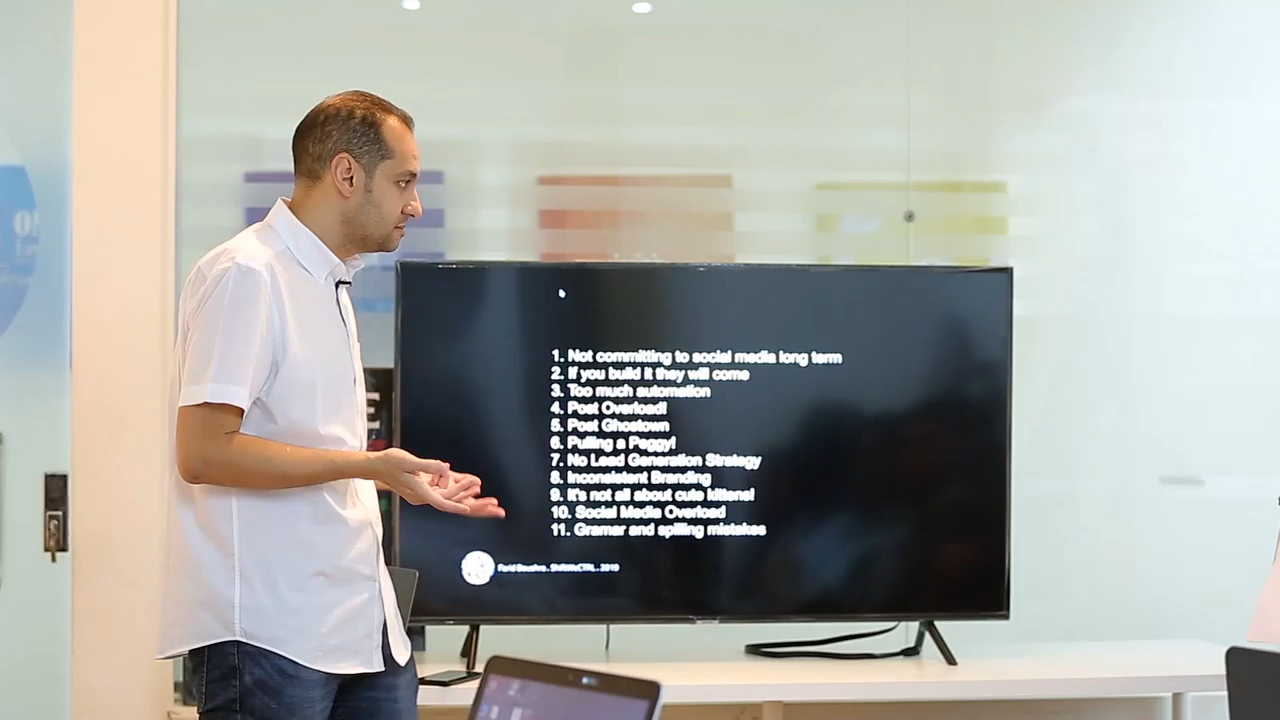 1. Not committing to social media long term
2. If you build it they will come
3. Too much automation
4. Post Overload!
5. Post Ghostown
6. Pulling a Peggy!
7. No Lead Generation Strategy
8. Inconsistent Branding
9. It's not all about cute kittens!
10. Social Media Overload
11. Gramar and spilling mistakes
Farid 2019